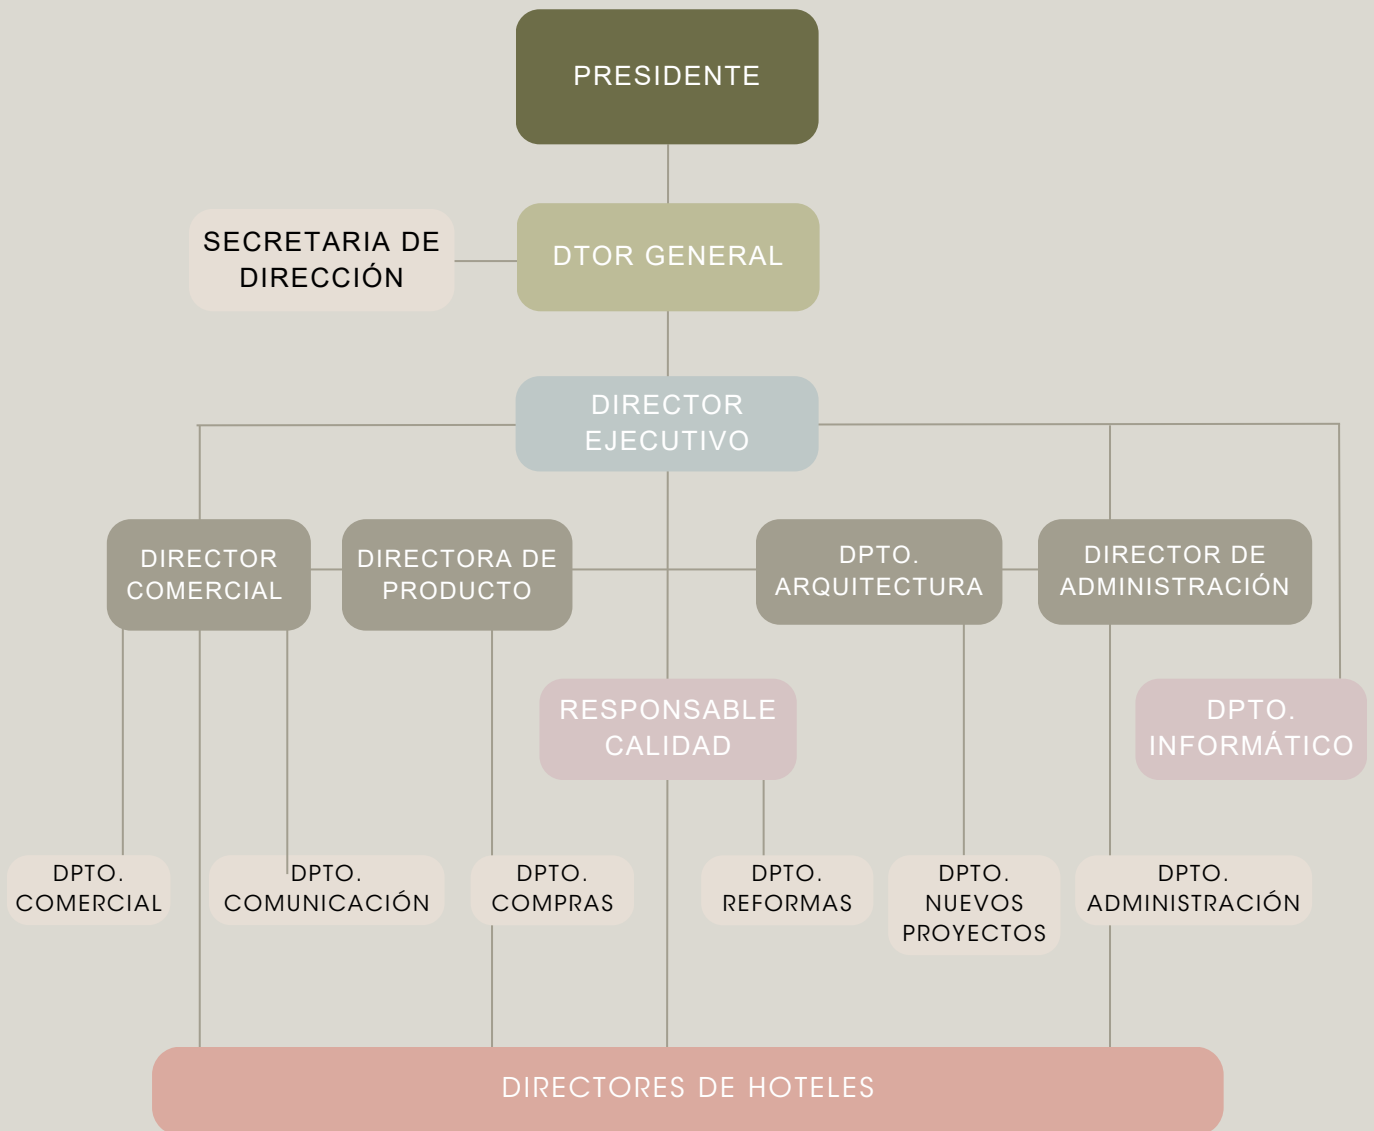 PRESIDENTE
SECRETARIA DE
DIRECCIÓN
DTOR GENERAL
DIRECTOR
EJECUTIVO
DIRECTOR
COMERCIAL
DIRECTORA DE
PRODUCTO
DPTO.
ARQUITECTURA
DIRECTOR DE
ADMINISTRACIÓN
RESPONSABLE
CALIDAD
DPTO.
INFORMÁTICO
DPTO.
COMERCIAL
DPTO.
COMUNICACIÓN
DPTO.
COMPRAS
DPTO.
REFORMAS
DPTO.
NUEVOS
PROYECTOS
DPTO.
ADMINISTRACIÓN
DIRECTORES DE HOTELES